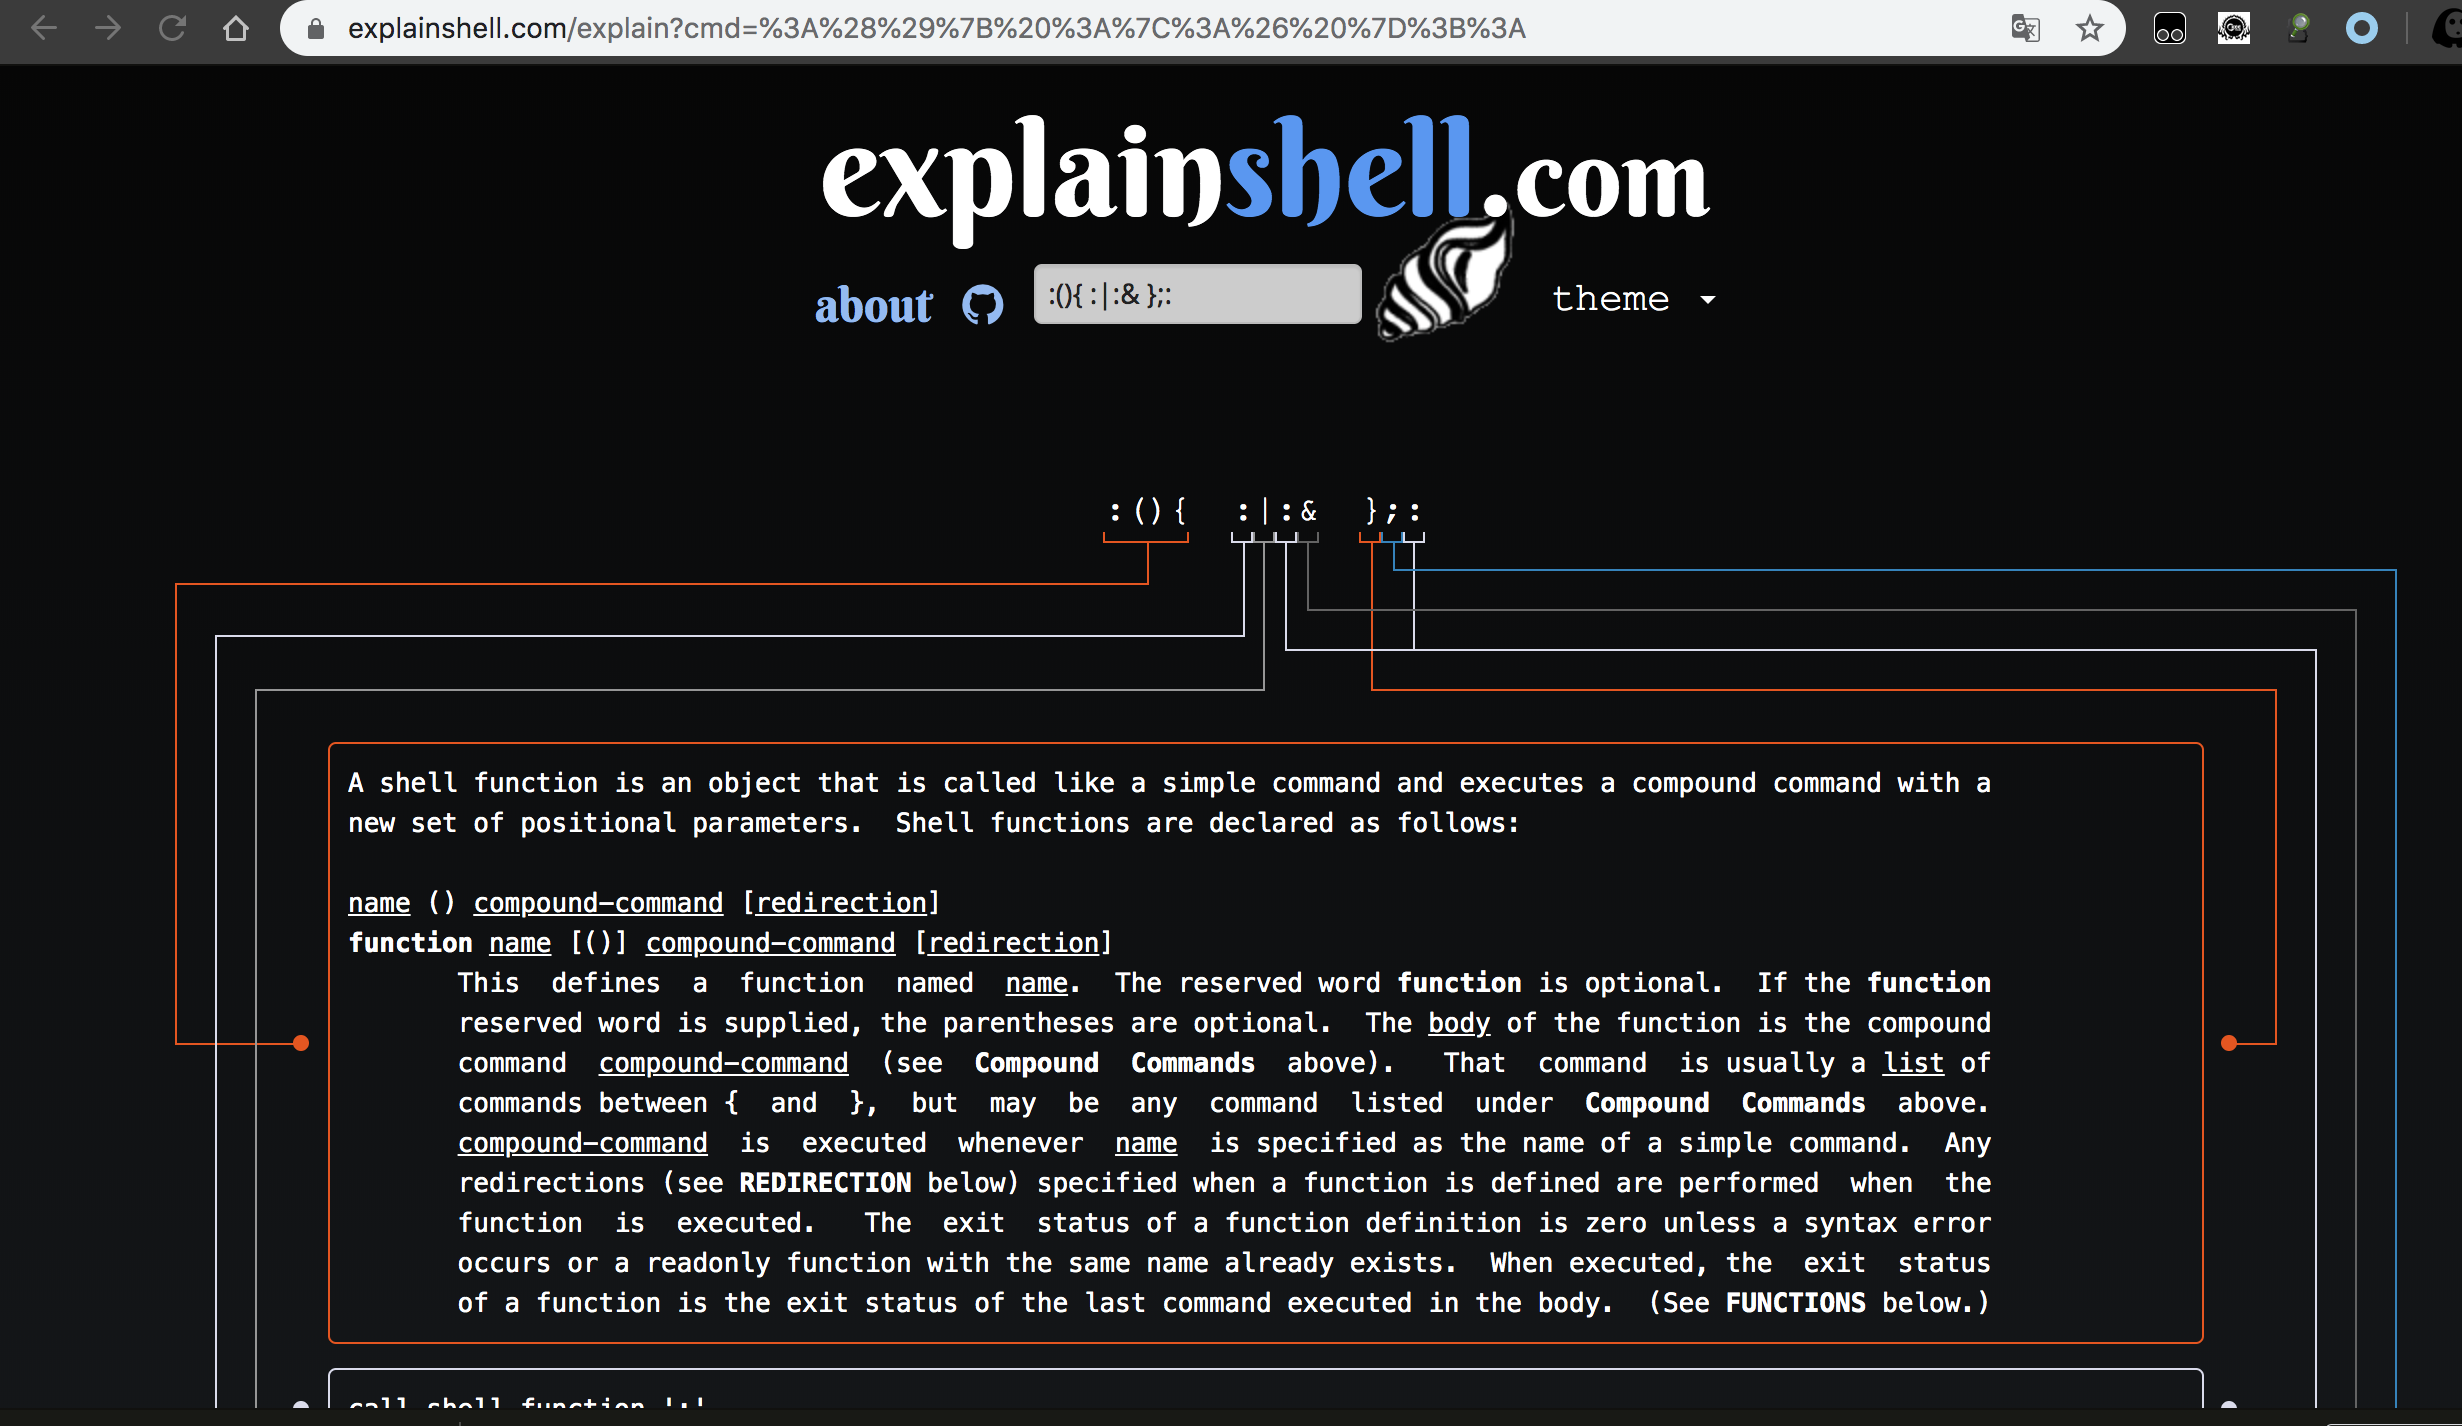 explainshell.com/explain?cmd=%3A%28%29%7B%20%3A%7C%3A%26%20%7D%3B%3A
explainshell.com
about :(){ :|:& };: theme
:(){ :|:& };:
A shell function is an object that is called like a simple command and executes a compound command with a
new set of positional parameters. Shell functions are declared as follows:
name () compound-command [redirection]
function name [()] compound-command [redirection]
This defines a function named name. The reserved word function is optional. If the function
reserved word is supplied, the parentheses are optional. The body of the function is the compound
command compound-command (see Compound Commands above). That command is usually a list of
commands between { and }, but may be any command listed under Compound Commands above.
compound-command is executed whenever name is specified as the name of a simple command. Any
redirections (see REDIRECTION below) specified when a function is defined are performed when the
function is executed. The exit status of a function definition is zero unless a syntax error
occurs or a readonly function with the same name already exists. When executed, the exit status
of a function is the exit status of the last command executed in the body. (See FUNCTIONS below.)
call shell function ':'